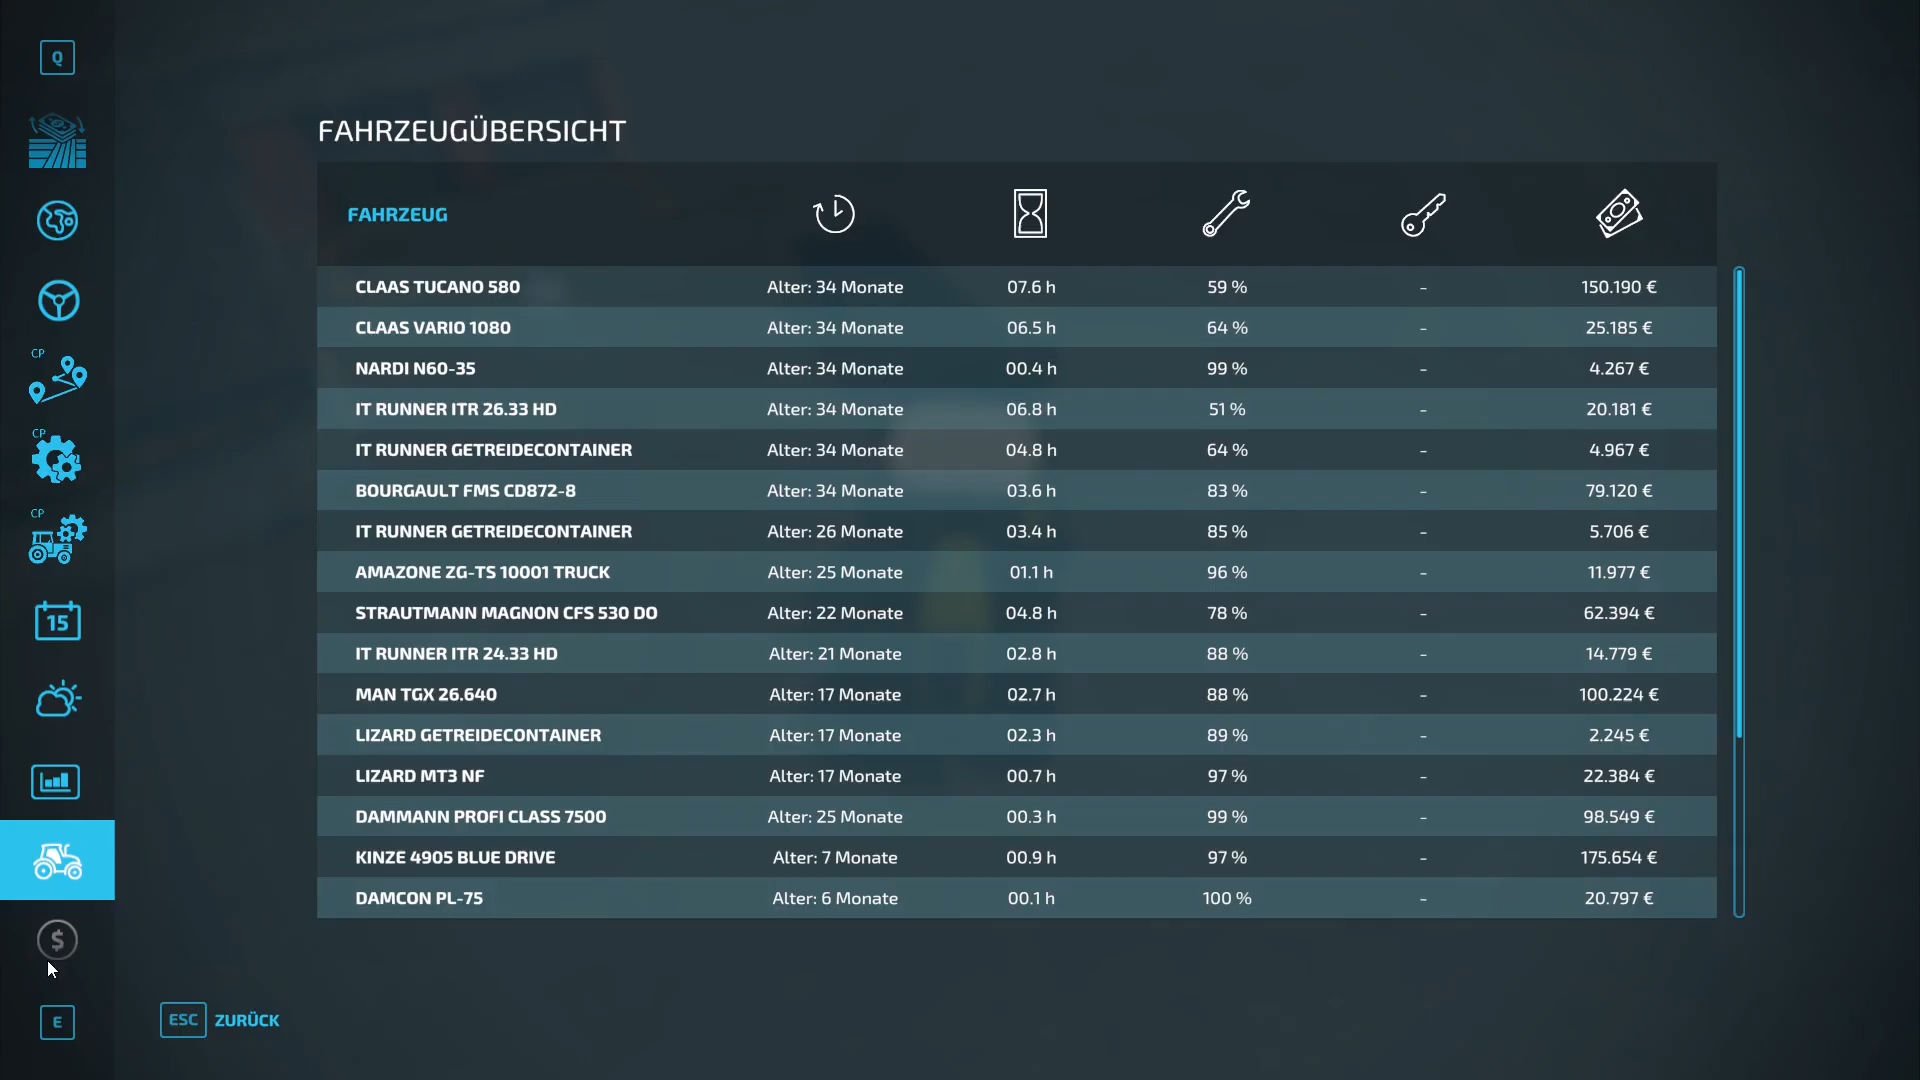 Q
FAHRZEUGÜBERSICHT
FAHRZEUG
CLAAS TUCANO 580 Alter: 34 Monate 07.6 h 59 % - 150.190 €
CLAAS VARIO 1080 Alter: 34 Monate 06.5 h 64 % - 25.185 €
NARDI N60-35 Alter: 34 Monate 00.4 h 99 % - 4.267 €
IT RUNNER ITR 26.33 HD Alter: 34 Monate 06.8 h 51 % - 20.181 €
IT RUNNER GETREIDECONTAINER Alter: 34 Monate 04.8 h 64 % - 4.967 €
BOURGAULT FMS CD872-8 Alter: 34 Monate 03.6 h 83 % - 79.120 €
IT RUNNER GETREIDECONTAINER Alter: 26 Monate 03.4 h 85 % - 5.706 €
AMAZONE ZG-TS 10001 TRUCK Alter: 25 Monate 01.1 h 96 % - 11.977 €
STRAUTMANN MAGNON CFS 530 DO Alter: 22 Monate 04.8 h 78 % - 62.394 €
IT RUNNER ITR 24.33 HD Alter: 21 Monate 02.8 h 88 % - 14.779 €
MAN TGX 26.640 Alter: 17 Monate 02.7 h 88 % - 100.224 €
LIZARD GETREIDECONTAINER Alter: 17 Monate 02.3 h 89 % - 2.245 €
LIZARD MT3 NF Alter: 17 Monate 00.7 h 97 % - 22.384 €
DAMMANN PROFI CLASS 7500 Alter: 25 Monate 00.3 h 99 % - 98.549 €
KINZE 4905 BLUE DRIVE Alter: 7 Monate 00.9 h 97 % - 175.654 €
DAMCON PL-75 Alter: 6 Monate 00.1 h 100 % - 20.797 €
CP
CP
CP
15
$
E
ESC ZURÜCK